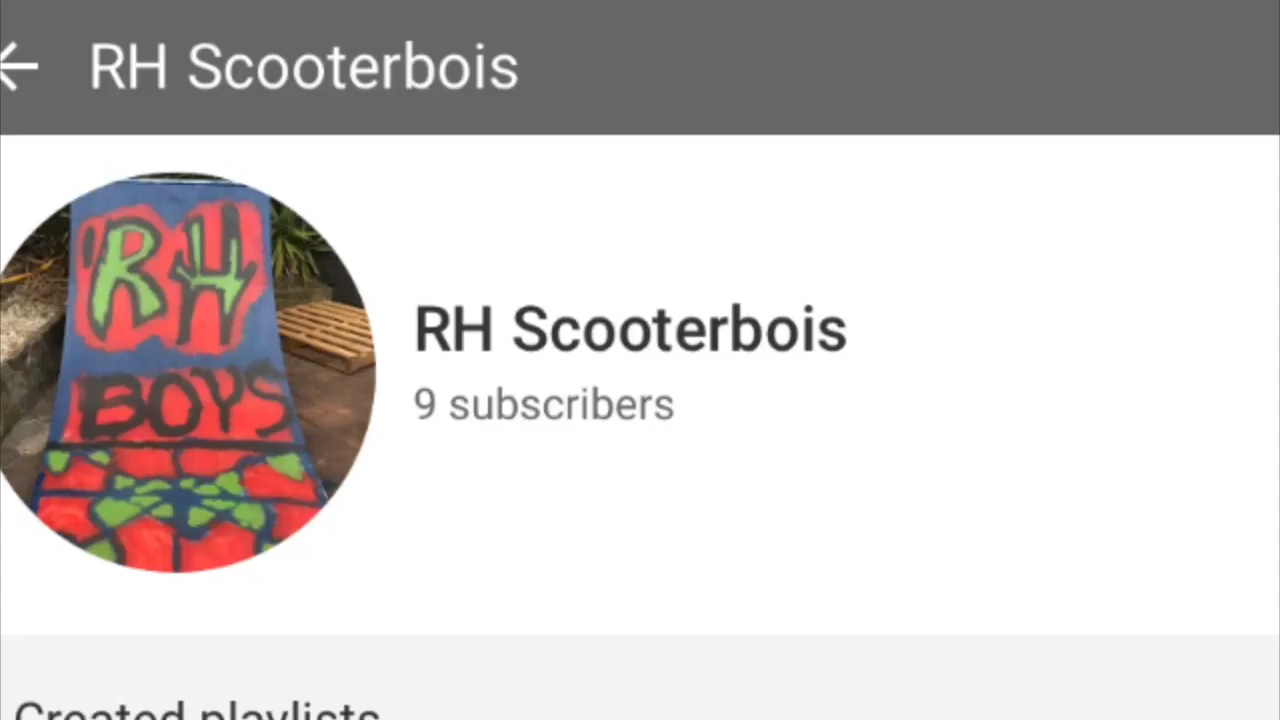 RH Scooterbois
RH
BOYS
RH Scooterbois
9 subscribers
Created playlists